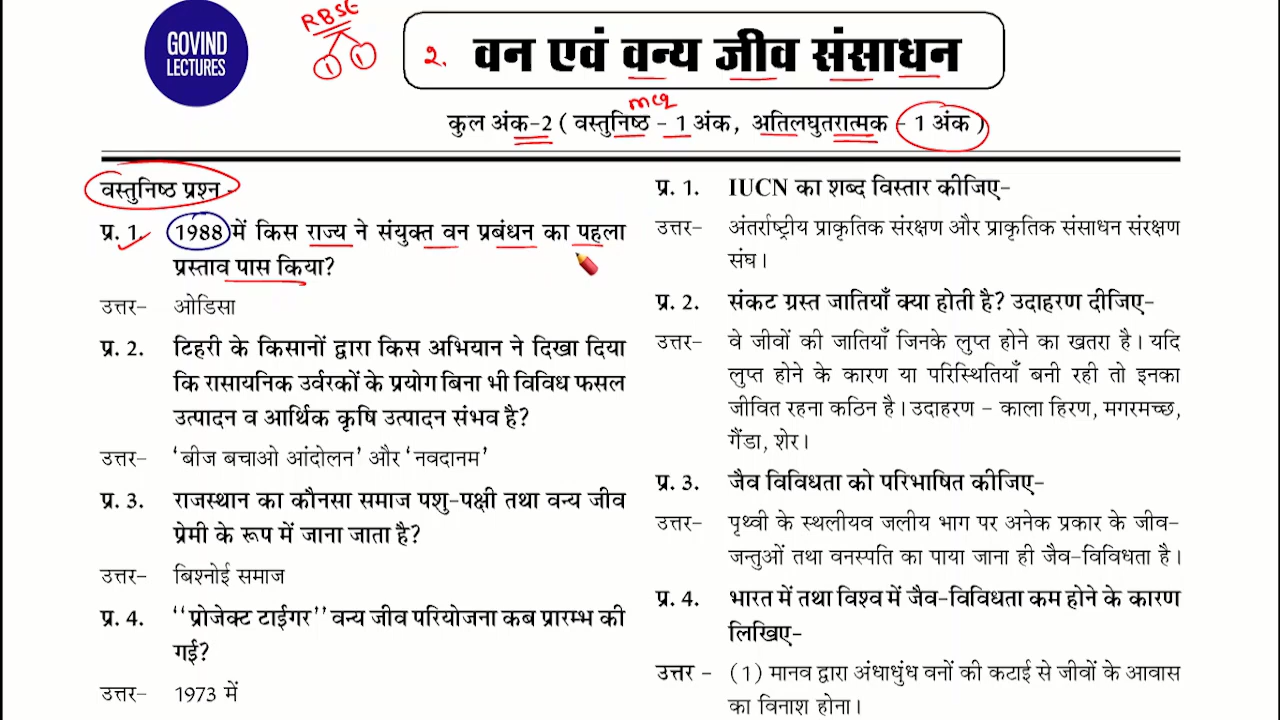 GOVIND
LECTURES
RBSE
1 1
२. वन एवं वन्य जीव संसाधन
mcq
कुल अंक-2 ( वस्तुनिष्ठ - 1 अंक, अतिलघुतरात्मक - 1 अंक )
वस्तुनिष्ठ प्रश्न -
प्र. 1. 1988 में किस राज्य ने संयुक्त वन प्रबंधन का पहला
प्रस्ताव पास किया?
उत्तर- ओडिसा
प्र. 2. टिहरी के किसानों द्वारा किस अभियान ने दिखा दिया
कि रासायनिक उर्वरकों के प्रयोग बिना भी विविध फसल
उत्पादन व आर्थिक कृषि उत्पादन संभव है?
उत्तर- ‘बीज बचाओ आंदोलन’ और ‘नवदानम’
प्र. 3. राजस्थान का कौनसा समाज पशु-पक्षी तथा वन्य जीव
प्रेमी के रूप में जाना जाता है?
उत्तर- बिश्नोई समाज
प्र. 4. ‘‘प्रोजेक्ट टाईगर’’ वन्य जीव परियोजना कब प्रारम्भ की
गई?
उत्तर- 1973 में
प्र. 1. IUCN का शब्द विस्तार कीजिए-
उत्तर- अंतर्राष्ट्रीय प्राकृतिक संरक्षण और प्राकृतिक संसाधन संरक्षण
संघ।
प्र. 2. संकट ग्रस्त जातियाँ क्या होती है? उदाहरण दीजिए-
उत्तर- वे जीवों की जातियाँ जिनके लुप्त होने का खतरा है। यदि
लुप्त होने के कारण या परिस्थितियाँ बनी रही तो इनका
जीवित रहना कठिन है। उदाहरण - काला हिरण, मगरमच्छ,
गैंडा, शेर।
प्र. 3. जैव विविधता को परिभाषित कीजिए-
उत्तर- पृथ्वी के स्थलीयव जलीय भाग पर अनेक प्रकार के जीव-
जन्तुओं तथा वनस्पति का पाया जाना ही जैव-विविधता है।
प्र. 4. भारत में तथा विश्व में जैव-विविधता कम होने के कारण
लिखिए-
उत्तर - (1) मानव द्वारा अंधाधुंध वनों की कटाई से जीवों के आवास
का विनाश होना।